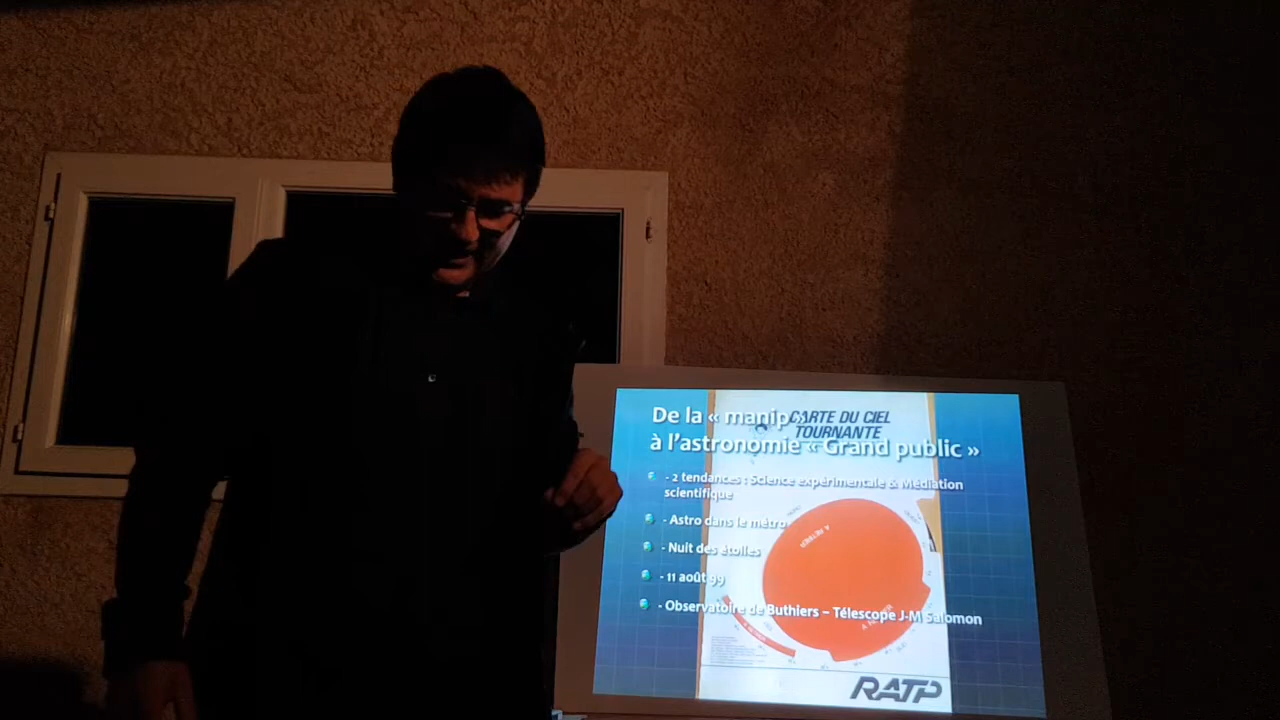 De la « manip »
à l'astronomie « Grand public »
CARTE DU CIEL
TOURNANTE
- 2 tendances : Science expérimentale & Médiation
scientifique
- Astro dans le métro
- Nuit des étoiles
- 11 août 99
- Observatoire de Buthiers – Télescope J-M Salomon
RATP